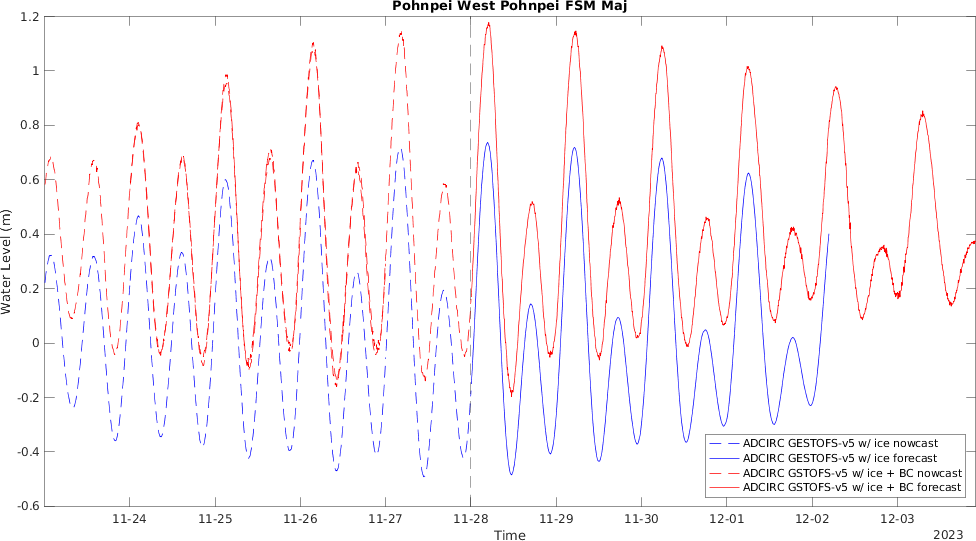 Pohnpei West Pohnpei FSM Maj
1.2
1
0.8
0.6
0.4
0.2
0
-0.2
-0.4
-0.6
Water Level (m)
ADCIRC GESTOFS-v5 w/ ice nowcast
ADCIRC GESTOFS-v5 w/ ice forecast
ADCIRC GSTOFS-v5 w/ ice + BC nowcast
ADCIRC GSTOFS-v5 w/ ice + BC forecast
11-24 11-25 11-26 11-27 11-28 11-29 11-30 12-01 12-02 12-03
Time
2023